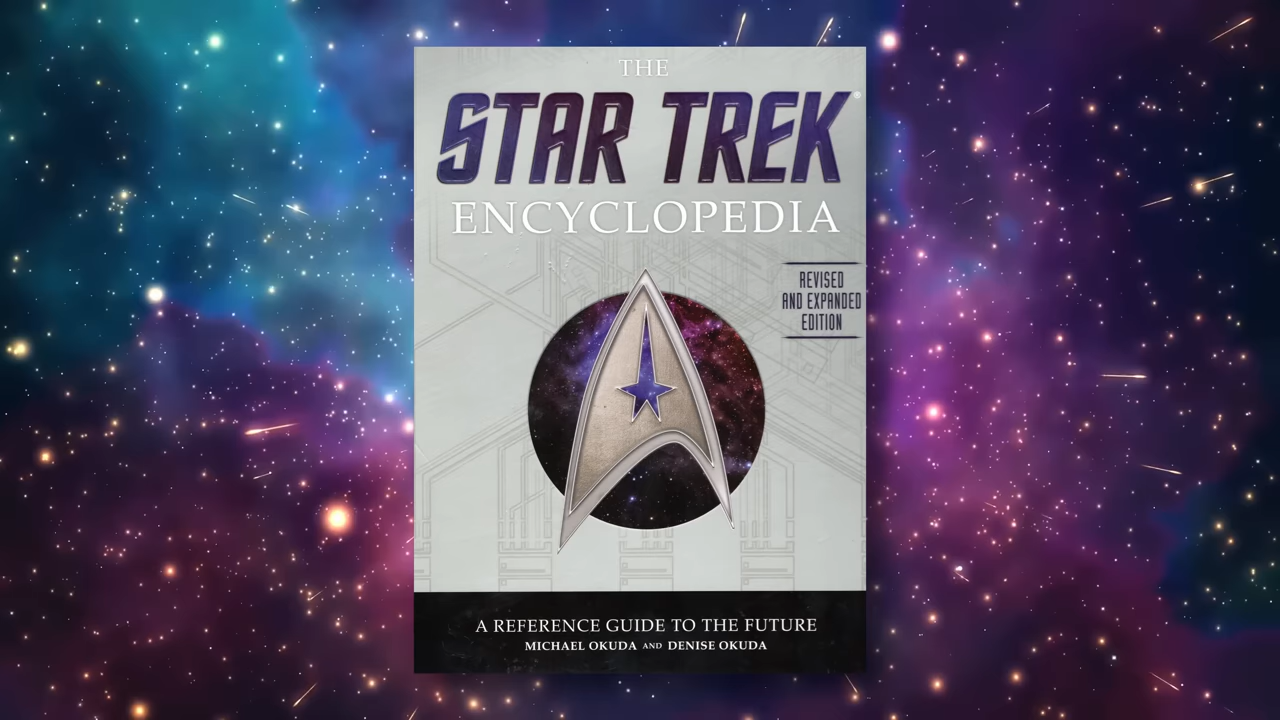 THE
STAR TREK®
ENCYCLOPEDIA
REVISED
AND EXPANDED
EDITION
A REFERENCE GUIDE TO THE FUTURE
MICHAEL OKUDA AND DENISE OKUDA